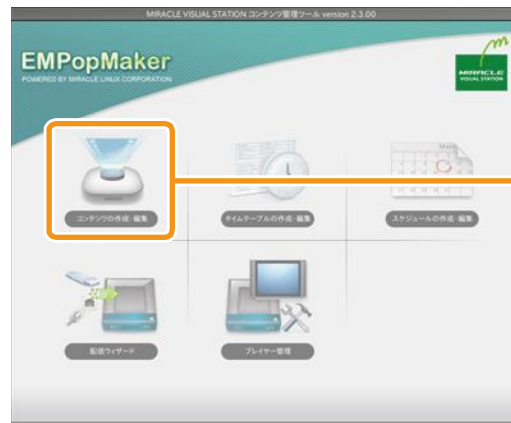 MIRACLE VISUAL STATION コンテンツ管理ツール version 2.3.00
EMPopMaker
POWERED BY MIRACLE LINUX CORPORATION
m
MIRACLE
VISUAL STATION
コンテンツの作成・編集
タイムテーブルの作成・編集
スケジュールの作成・編集
配信ウィザード
プレイヤー管理